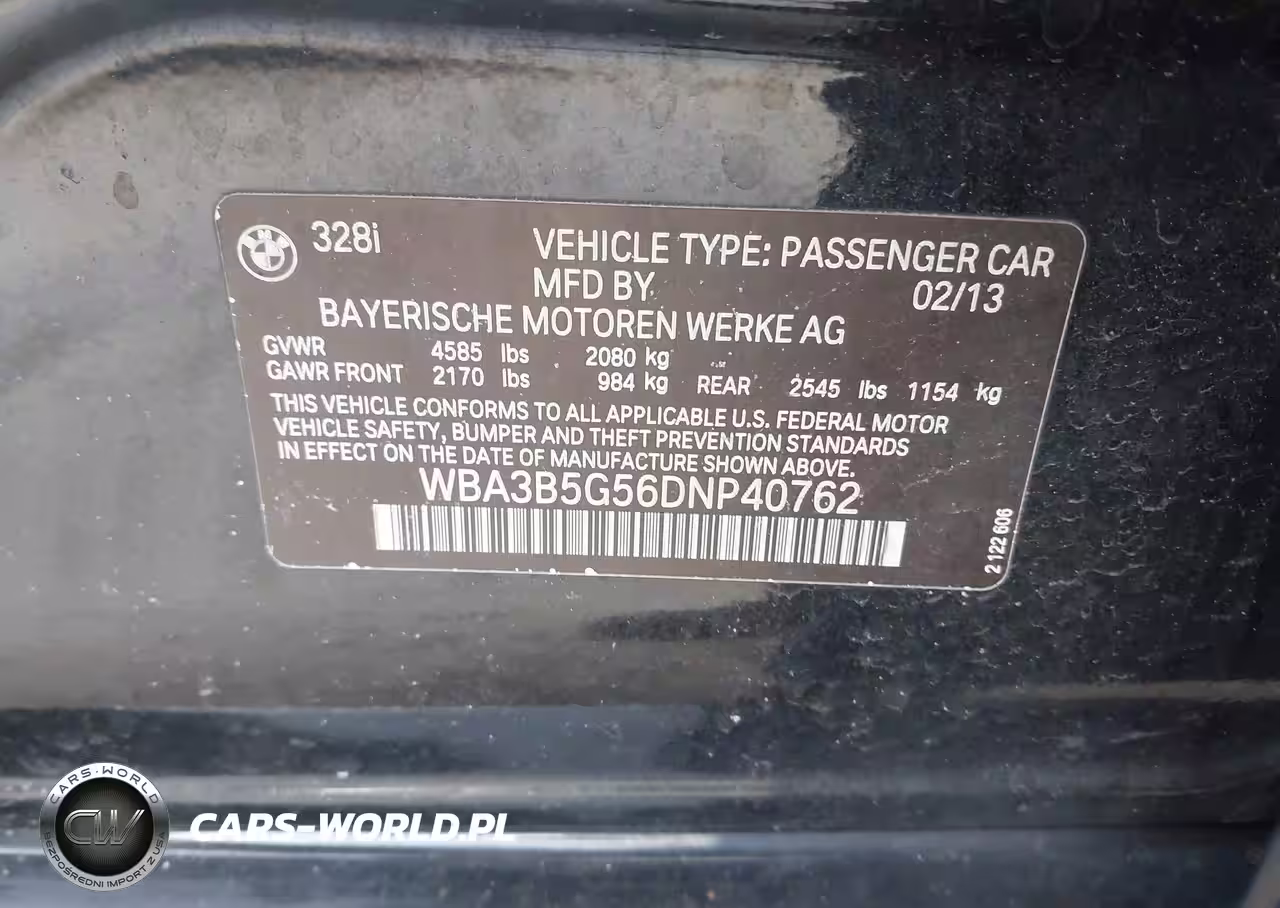 328i
VEHICLE TYPE: PASSENGER CAR
MFD BY 02/13
BAYERISCHE MOTOREN WERKE AG
GVWR 4585 lbs 2080 kg
GAWR FRONT 2170 lbs 984 kg REAR 2545 lbs 1154 kg
THIS VEHICLE CONFORMS TO ALL APPLICABLE U.S. FEDERAL MOTOR
VEHICLE SAFETY, BUMPER AND THEFT PREVENTION STANDARDS
IN EFFECT ON THE DATE OF MANUFACTURE SHOWN ABOVE.
WBA3B5G56DNP40762
2 122 606
CARS-WORLD
CW
BEZPOŚREDNI IMPORT Z USA
CARS-WORLD.PL